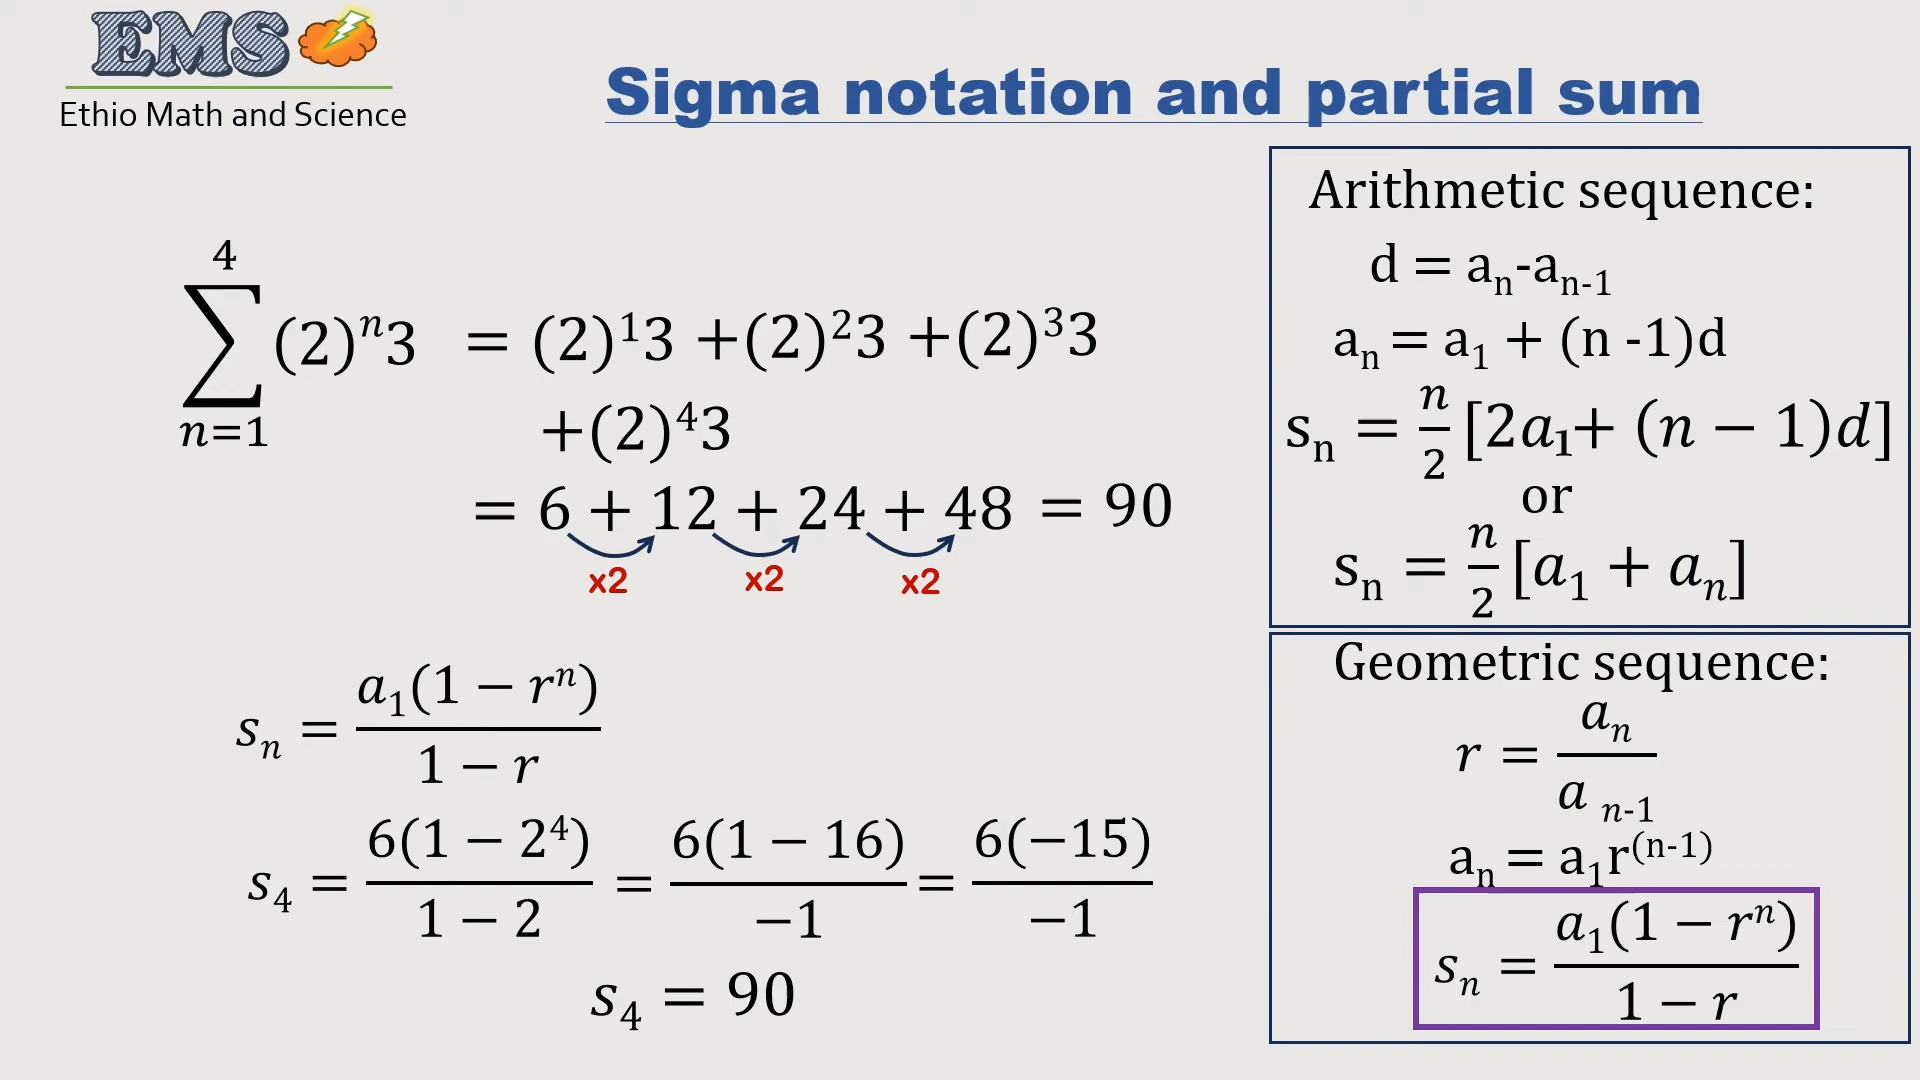 EMS
Ethio Math and Science
Sigma notation and partial sum
4
∑ (2)ⁿ3 = (2)¹3 +(2)²3 +(2)³3
n=1
+(2)⁴3
= 6 + 12 + 24 + 48 = 90
x2 x2 x2
sₙ = a₁(1 − rⁿ) / (1 − r)
s₄ = 6(1 − 2⁴) / (1 − 2) = 6(1 − 16) / −1 = 6(−15) / −1
s₄ = 90
Arithmetic sequence:
d = aₙ-aₙ₋₁
aₙ = a₁ + (n -1)d
sₙ = n/2 [2a₁+ (n − 1)d]
or
sₙ = n/2 [a₁ + aₙ]
Geometric sequence:
r = aₙ / a ₙ₋₁
aₙ = a₁r⁽ⁿ⁻¹⁾
sₙ = a₁(1 − rⁿ) / (1 − r)